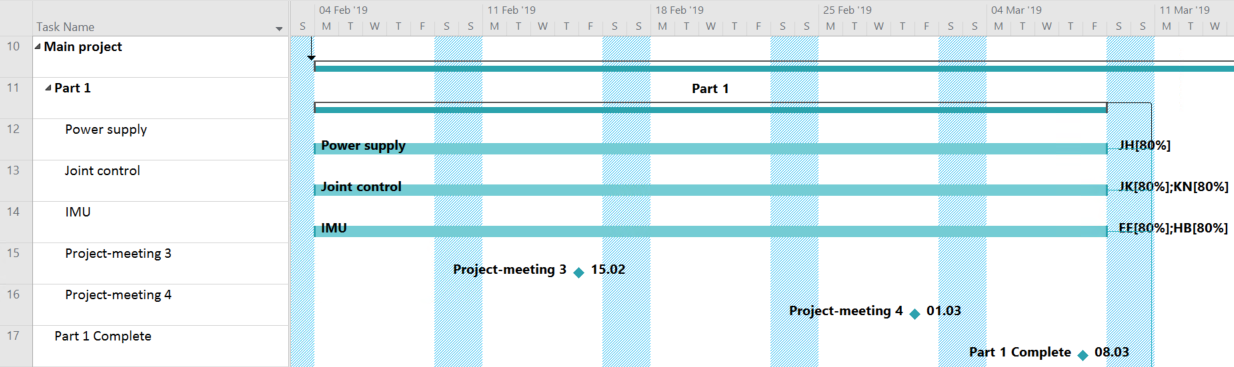 04 Feb '19 11 Feb '19 18 Feb '19 25 Feb '19 04 Mar '19 11 Mar '19
Task Name S M T W T F S S M T W T F S S M T W T F S S M T W T F S S M T W T F S S M T W
10 Main project
11 Part 1 Part 1
12 Power supply Power supply JH[80%]
13 Joint control Joint control JK[80%];KN[80%]
14 IMU IMU EE[80%];HB[80%]
15 Project-meeting 3 Project-meeting 3 15.02
16 Project-meeting 4 Project-meeting 4 01.03
17 Part 1 Complete Part 1 Complete 08.03